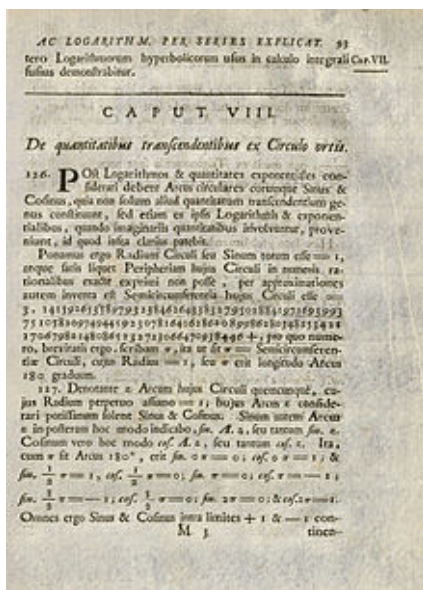 AC LOGARITHM. PER SERIES EXPLICAT. 93
tero Logarithmorum hyperbolicorum usus in calculo integrali CAP. VII.
fusius demonstrabitur.
CAPUT VIII.
De quantitatibus transcendentibus ex Circulo ortis.
126. POst Logarithmos & quantitates exponentiales con-
siderari debent Arcus circulares eorumque Sinus &
Cosinus, quia non solum aliud quantitatum transcendentium ge-
nus constituunt, sed etiam ex ipsis Logarithmis & exponen-
tialibus, quando imaginariis quantitatibus involvuntur, prove-
niunt, id quod infra clarius patebit.
Ponamus ergo Radium Circuli seu Sinum totum esse = 1,
atque satis liquet Peripheriam hujus Circuli in numeris ra-
tionalibus exacte exprimi non posse, per approximationes
autem inventa est Semicircumferentia hujus Circuli esse =
3. 14159265358979323846264338327950288419716939937
5105820974944592307816406286208998628034825342
1170679821480865132723066470938446 +, pro quo nume-
ro, brevitatis ergo, scribam π, ita ut sit π = Semicircumferen-
tiæ Circuli, cujus Radius = 1, seu π erit longitudo Arcus
180 graduum.
127. Denotante z Arcum hujus Circuli quemcunque, cu-
jus Radium perpetuo assumo = 1; hujus Arcus z conside-
rari potissimum solent Sinus & Cosinus. Sinum autem Arcus
z in posterum hoc modo indicabo, sin. A. z, seu tantum sin. z.
Cosinum vero hoc modo cos. A. z, seu tantum cos. z. Ita,
cum π sit Arcus 180°, erit sin. 0 π = 0; cos. 0 π = 1; &
sin. 1/2 π = 1, cos. 1/2 π = 0; sin. π = 0; cos. π = — 1;
sin. 3/2 π = — 1; cos. 3/2 π = 0; sin. 2π = 0; & cos. 2π = 1.
Omnes ergo Sinus & Cosinus intra limites + 1 & — 1 con-
M 3 tinen-